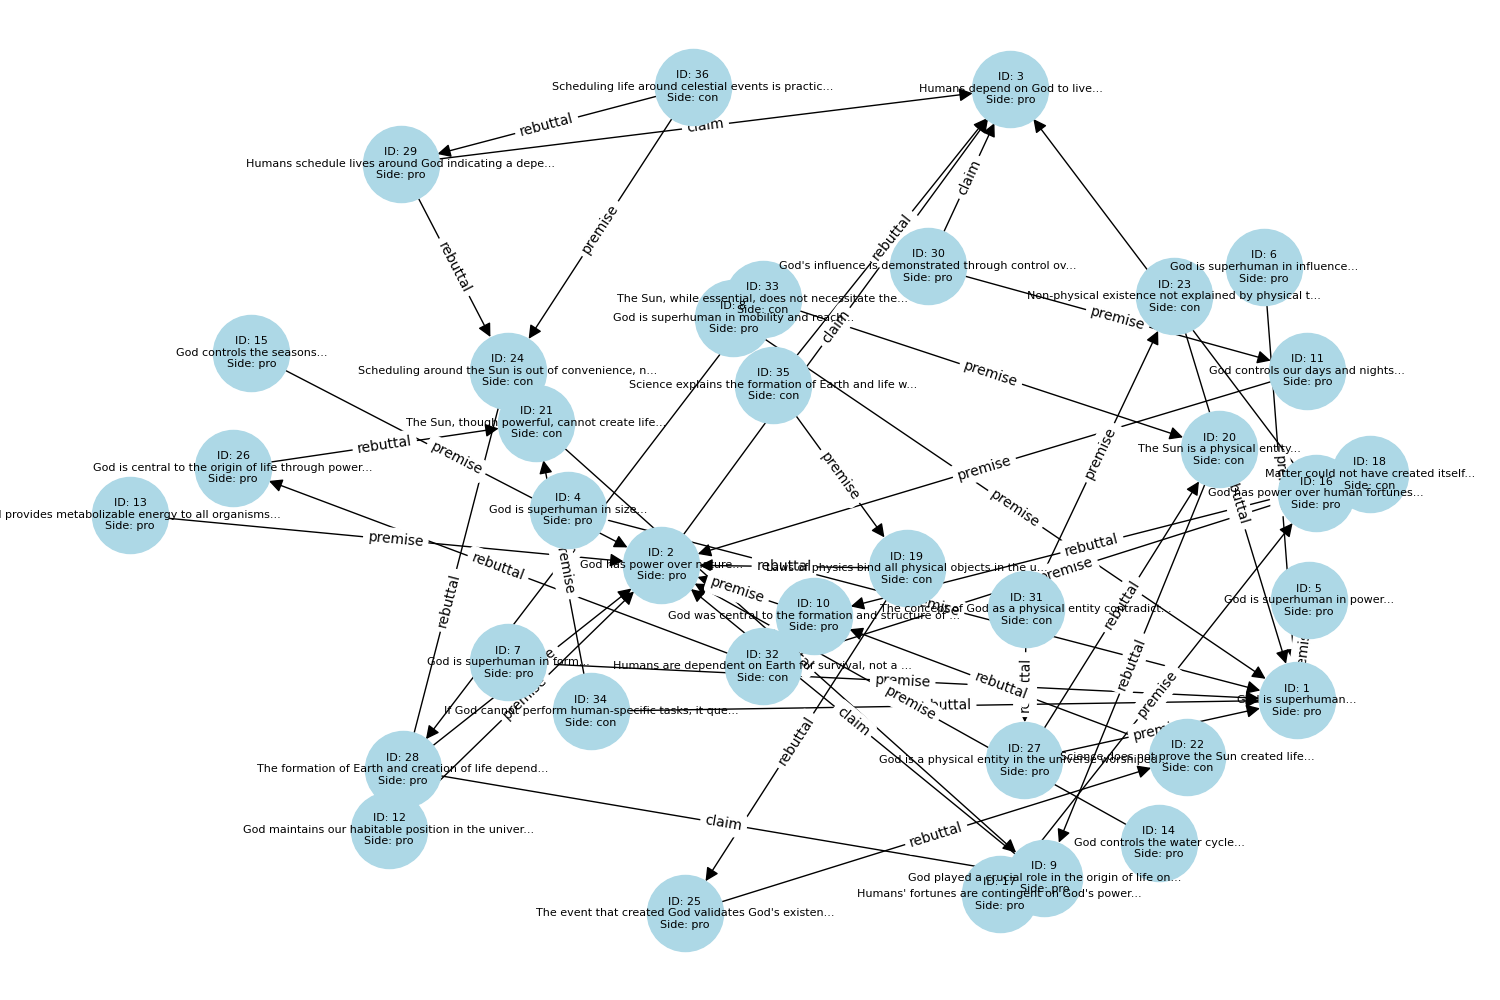 ID: 36
Scheduling life around celestial events is practic...
Side: con
ID: 3
Humans depend on God to live...
Side: pro
rebuttal
claim
ID: 29
Humans schedule lives around God indicating a depe...
Side: pro
claim
premise
rebuttal
rebuttal
ID: 30
God's influence is demonstrated through control ov...
Side: pro
ID: 6
God is superhuman in influence...
Side: pro
ID: 33
The Sun, while essential, does not necessitate the...
Side: con
God is superhuman in mobility and reach...
Side: pro
ID: 23
Non-physical existence not explained by physical t...
Side: con
premise
claim
ID: 15
God controls the seasons...
Side: pro
ID: 24
Scheduling around the Sun is out of convenience, n...
Side: con
ID: 35
Science explains the formation of Earth and life w...
Side: con
premise
ID: 11
God controls our days and nights...
Side: pro
ID: 21
The Sun, though powerful, cannot create life...
Side: con
rebuttal
premise
ID: 26
God is central to the origin of life through power...
Side: pro
premise
premise
premise
ID: 20
The Sun is a physical entity...
Side: con
ID: 18
Matter could not have created itself...
Side: con
ID: 16
God has power over human fortunes...
Side: pro
ID: 4
God is superhuman in size...
Side: pro
ID: 13
provides metabolizable energy to all organisms...
Side: pro
premise
premise
rebuttal
rebuttal
ID: 2
God has power over nature...
Side: pro
rebuttal
ID: 19
Laws of physics bind all physical objects in the u...
Side: con
premise
premise
ID: 10
God was central to the formation and structure of ...
Side: pro
ID: 31
The concept of God as a physical entity contradict...
Side: con
rebuttal
ID: 5
God is superhuman in power...
Side: pro
rebuttal
ID: 7
God is superhuman in form...
Side: pro
ID: 32
Humans are dependent on Earth for survival, not a ...
Side: con
premise
rebuttal
rebuttal
premise
ID: 1
God is superhuman...
Side: pro
premise
ID: 34
If God cannot perform human-specific tasks, it que...
Side: con
premise
claim
rebuttal
ID: 28
The formation of Earth and creation of life depend...
Side: pro
ID: 27
God is a physical entity in the universe worshiped...
Side: pro
ID: 22
Science does not prove the Sun created life...
Side: con
ID: 12
God maintains our habitable position in the univer...
Side: pro
claim
rebuttal
ID: 14
God controls the water cycle...
Side: pro
ID: 9
God played a crucial role in the origin of life on...
Side: pro
ID: 17
Humans' fortunes are contingent on God's power...
Side: pro
ID: 25
The event that created God validates God's existen...
Side: pro